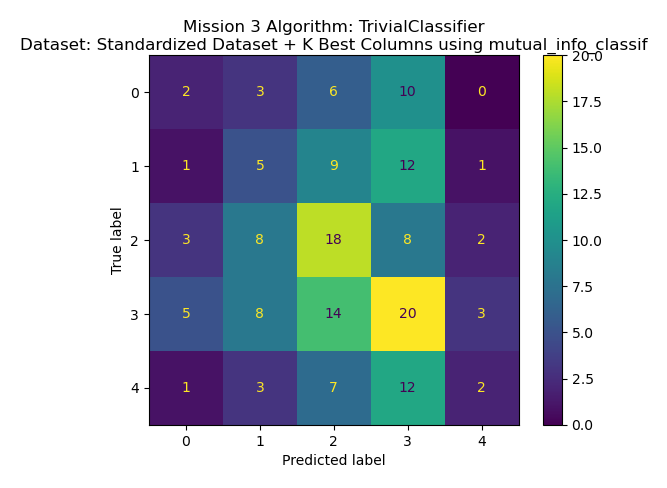 Mission 3 Algorithm: TrivialClassifier
Dataset: Standardized Dataset + K Best Columns using mutual_info_classif
20.0
0 2 3 6 10 0
17.5
1 1 5 9 12 1
15.0
12.5
2 3 8 18 8 2
10.0
7.5
3 5 8 14 20 3
5.0
4 1 3 7 12 2
2.5
0.0
0 1 2 3 4
True label
Predicted label